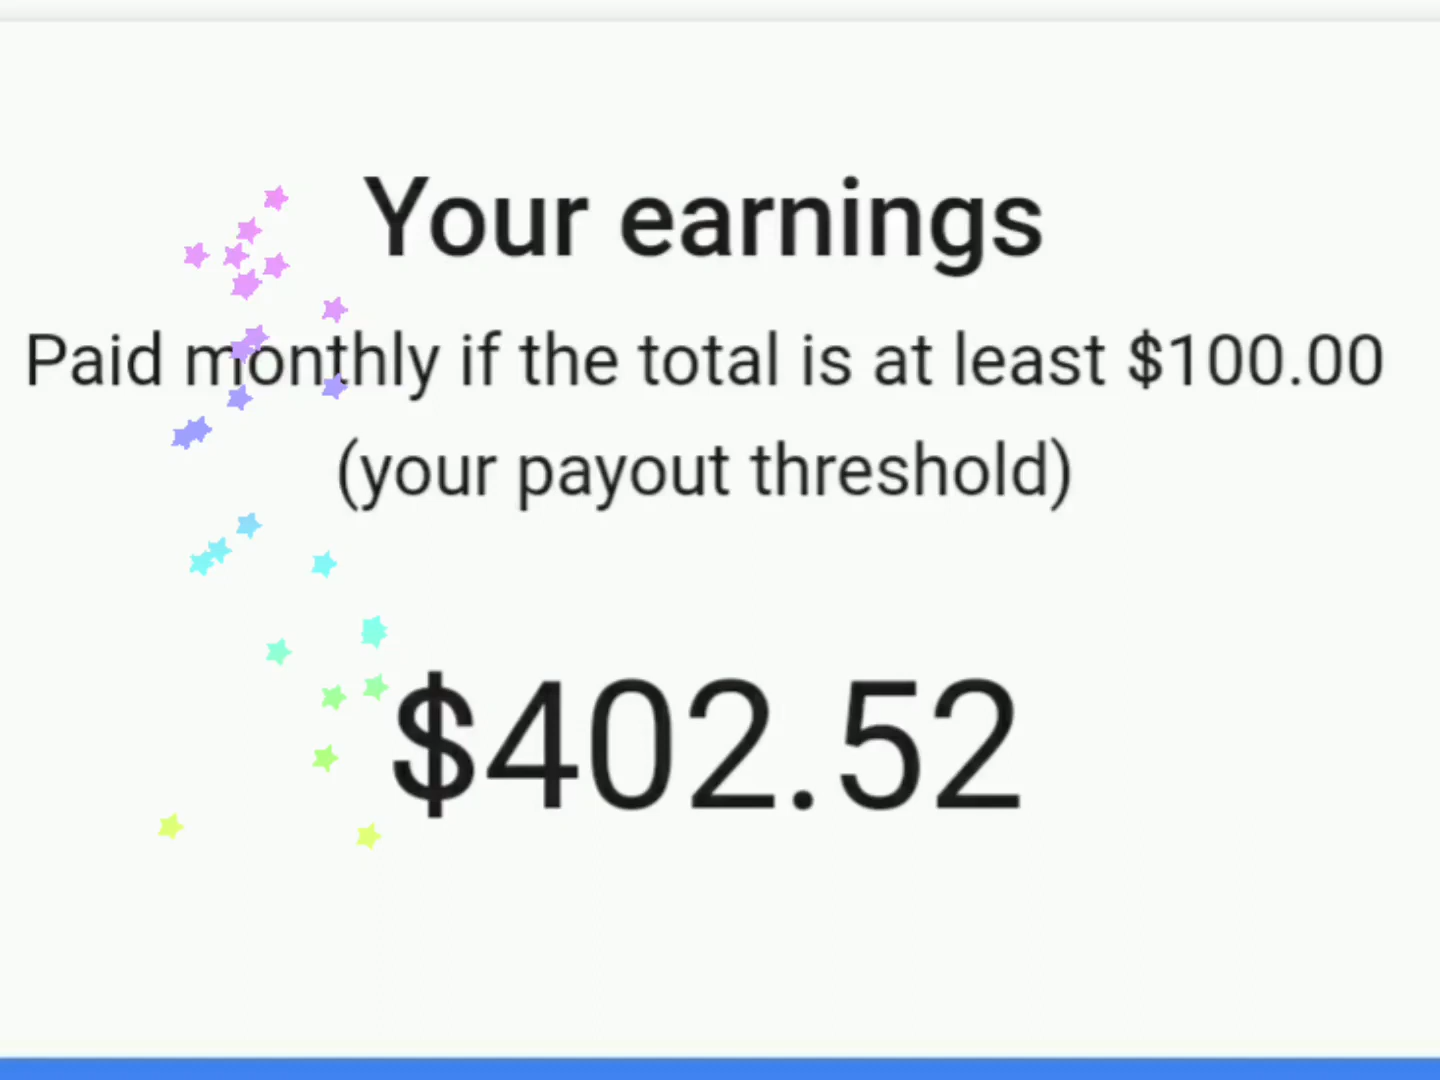 Your earnings
Paid monthly if the total is at least $100.00
(your payout threshold)
$402.52